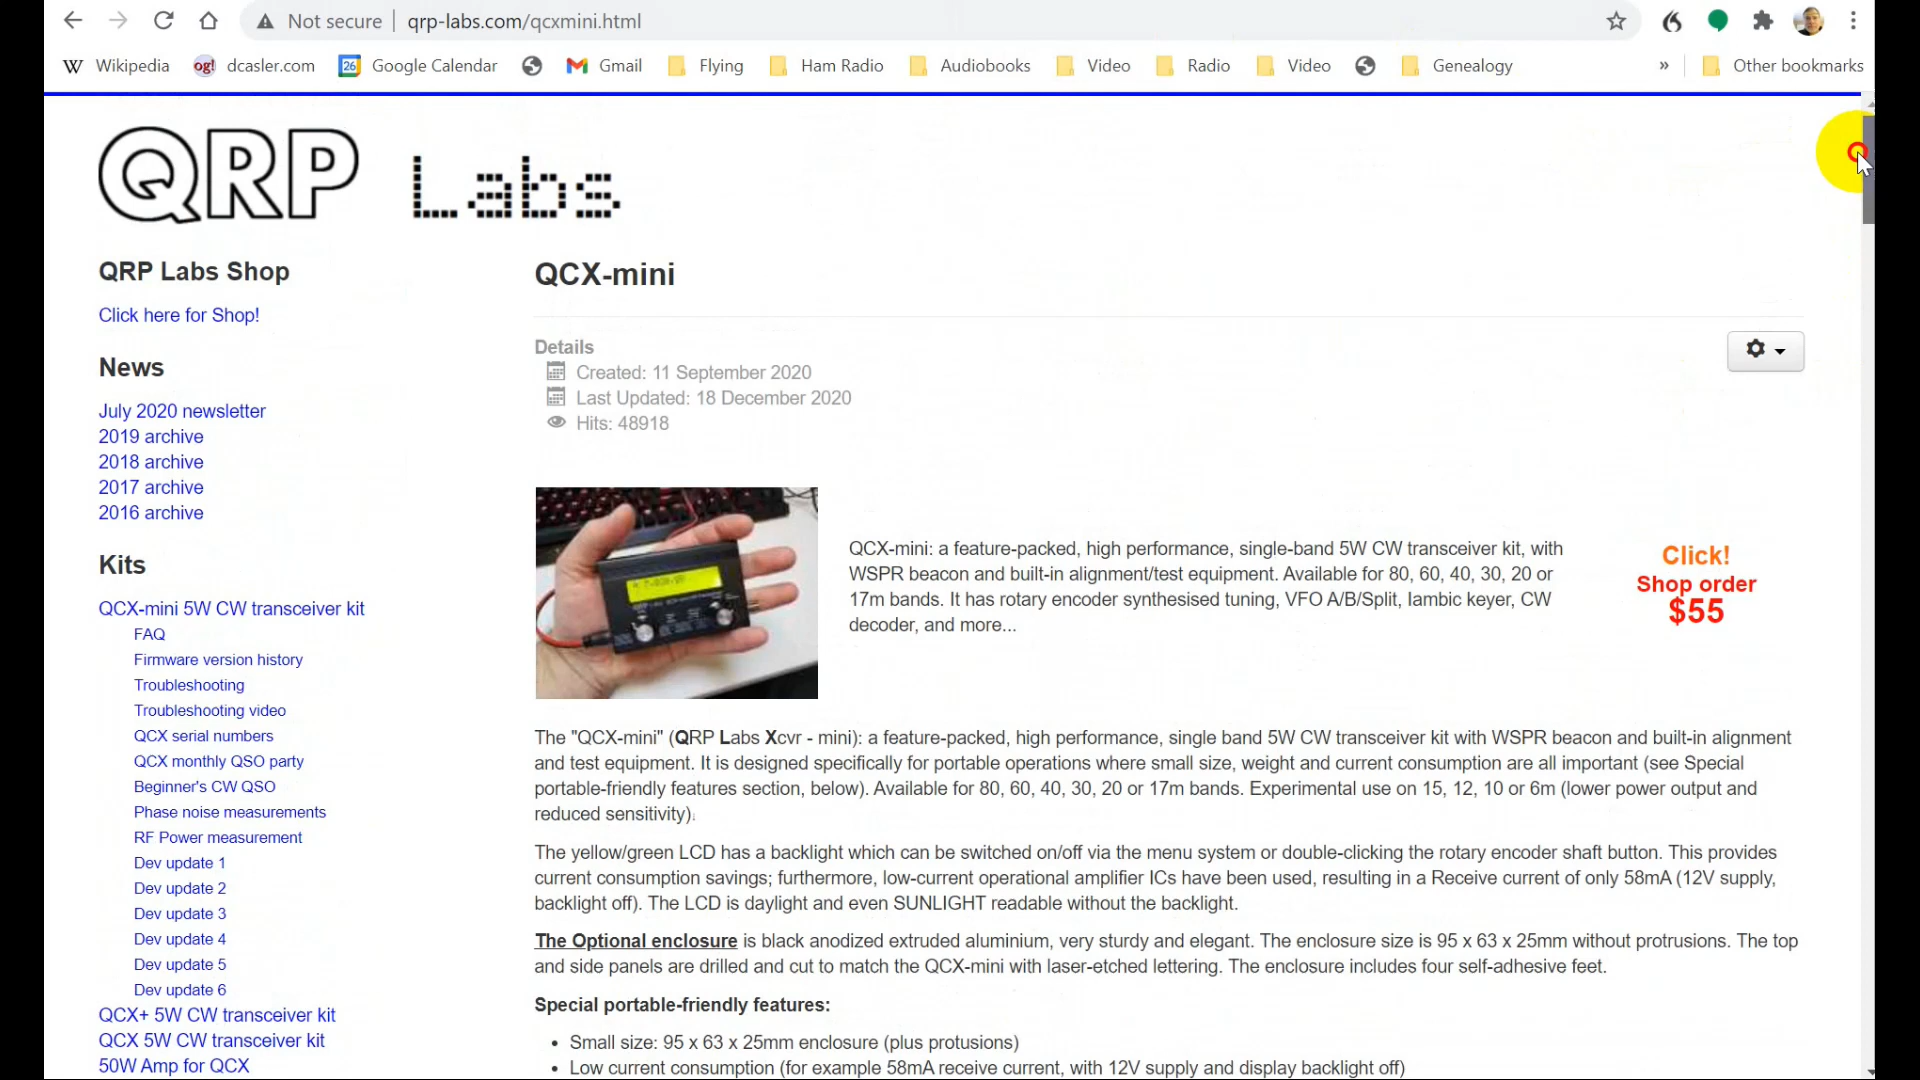 Not secure | qrp-labs.com/qcxmini.html
W Wikipedia og! dcasler.com 26 Google Calendar Gmail Flying Ham Radio Audiobooks Video Radio Video Genealogy » Other bookmarks
QRP Labs
QRP Labs Shop
Click here for Shop!
News
July 2020 newsletter
2019 archive
2018 archive
2017 archive
2016 archive
Kits
QCX-mini 5W CW transceiver kit
FAQ
Firmware version history
Troubleshooting
Troubleshooting video
QCX serial numbers
QCX monthly QSO party
Beginner's CW QSO
Phase noise measurements
RF Power measurement
Dev update 1
Dev update 2
Dev update 3
Dev update 4
Dev update 5
Dev update 6
QCX+ 5W CW transceiver kit
QCX 5W CW transceiver kit
50W Amp for QCX
QCX-mini
Details
Created: 11 September 2020
Last Updated: 18 December 2020
Hits: 48918
QCX-mini: a feature-packed, high performance, single-band 5W CW transceiver kit, with
WSPR beacon and built-in alignment/test equipment. Available for 80, 60, 40, 30, 20 or
17m bands. It has rotary encoder synthesised tuning, VFO A/B/Split, Iambic keyer, CW
decoder, and more...
Click!
Shop order
$55
The "QCX-mini" (QRP Labs Xcvr - mini): a feature-packed, high performance, single band 5W CW transceiver kit with WSPR beacon and built-in alignment
and test equipment. It is designed specifically for portable operations where small size, weight and current consumption are all important (see Special
portable-friendly features section, below). Available for 80, 60, 40, 30, 20 or 17m bands. Experimental use on 15, 12, 10 or 6m (lower power output and
reduced sensitivity).
The yellow/green LCD has a backlight which can be switched on/off via the menu system or double-clicking the rotary encoder shaft button. This provides
current consumption savings; furthermore, low-current operational amplifier ICs have been used, resulting in a Receive current of only 58mA (12V supply,
backlight off). The LCD is daylight and even SUNLIGHT readable without the backlight.
The Optional enclosure is black anodized extruded aluminium, very sturdy and elegant. The enclosure size is 95 x 63 x 25mm without protrusions. The top
and side panels are drilled and cut to match the QCX-mini with laser-etched lettering. The enclosure includes four self-adhesive feet.
Special portable-friendly features:
• Small size: 95 x 63 x 25mm enclosure (plus protusions)
• Low current consumption (for example 58mA receive current, with 12V supply and display backlight off)